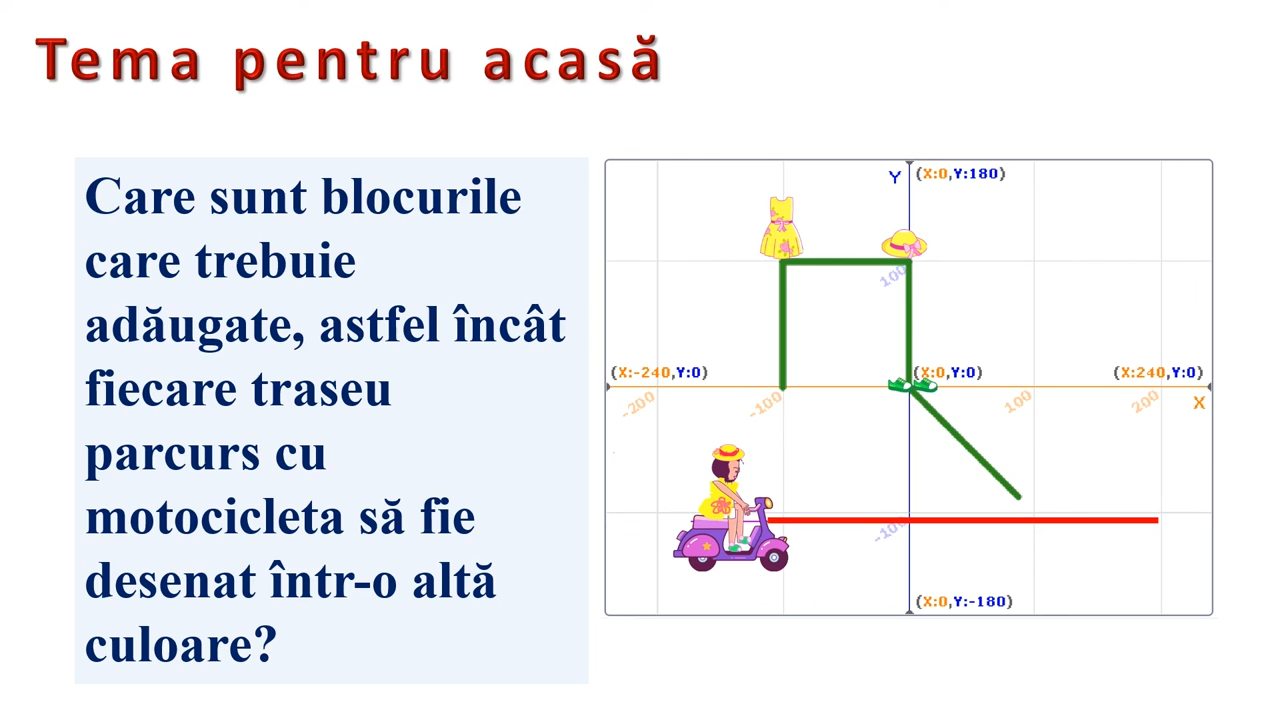 Tema pentru acasă
Care sunt blocurile
care trebuie
adăugate, astfel încât
fiecare traseu
parcurs cu
motocicleta să fie
desenat într-o altă
culoare?
Y (X:0,Y:180)
100
(X:-240,Y:0) (X:0,Y:0) (X:240,Y:0)
-200 -100 100 200 X
-100
(X:0,Y:-180)